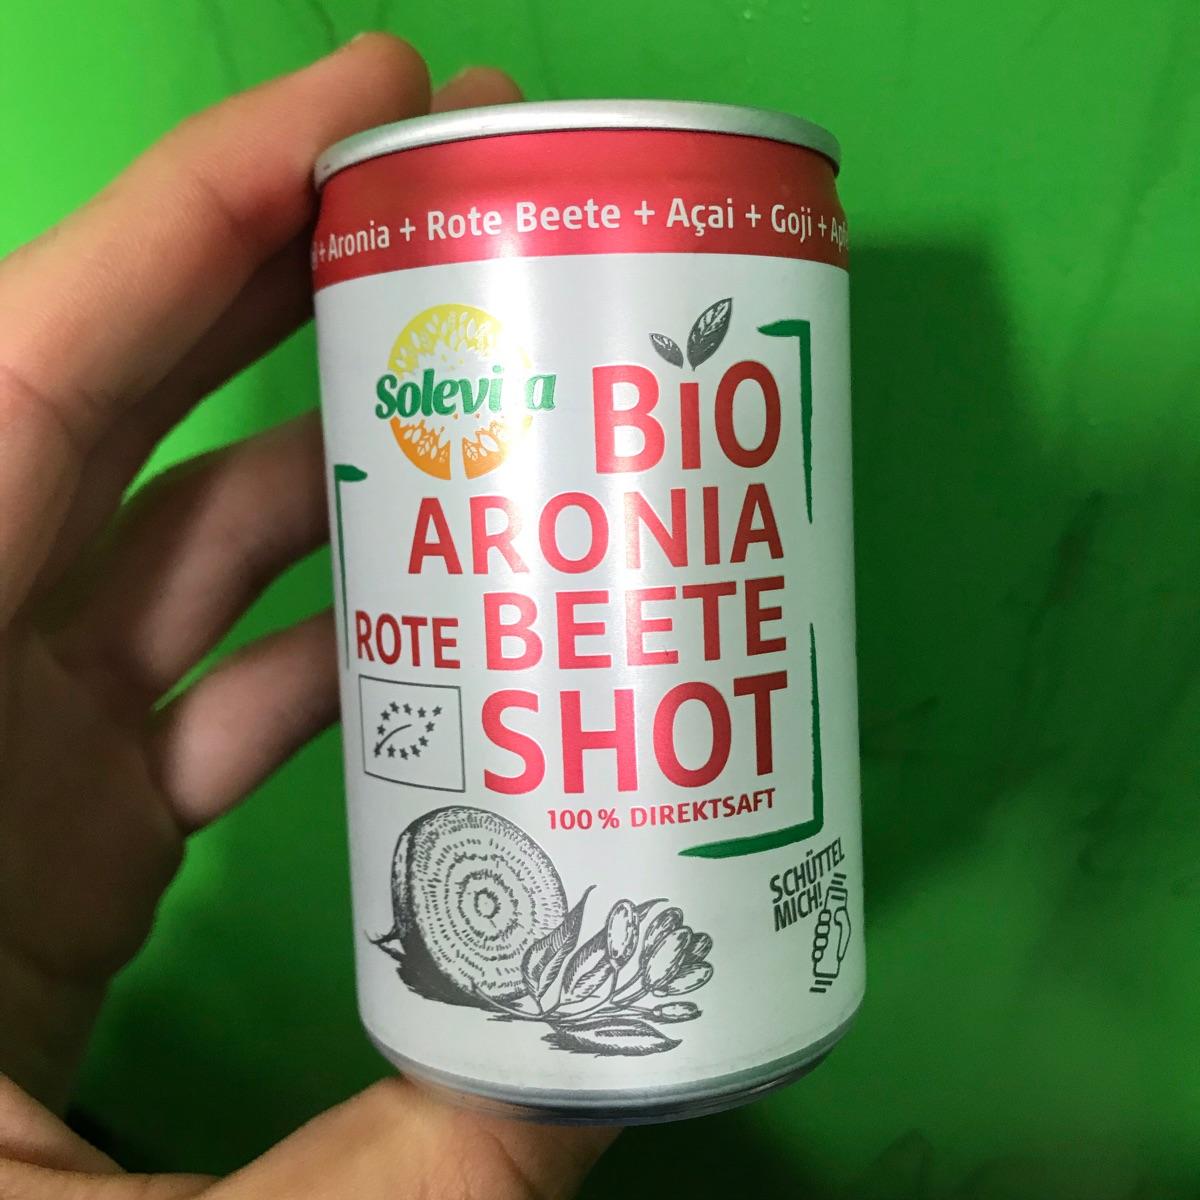 + Aronia + Rote Beete + Açai + Goji +
Solevita
BiO
ARONIA
ROTE BEETE
SHOT
100 % DIREKTSAFT
SCHÜTTEL
MICH!